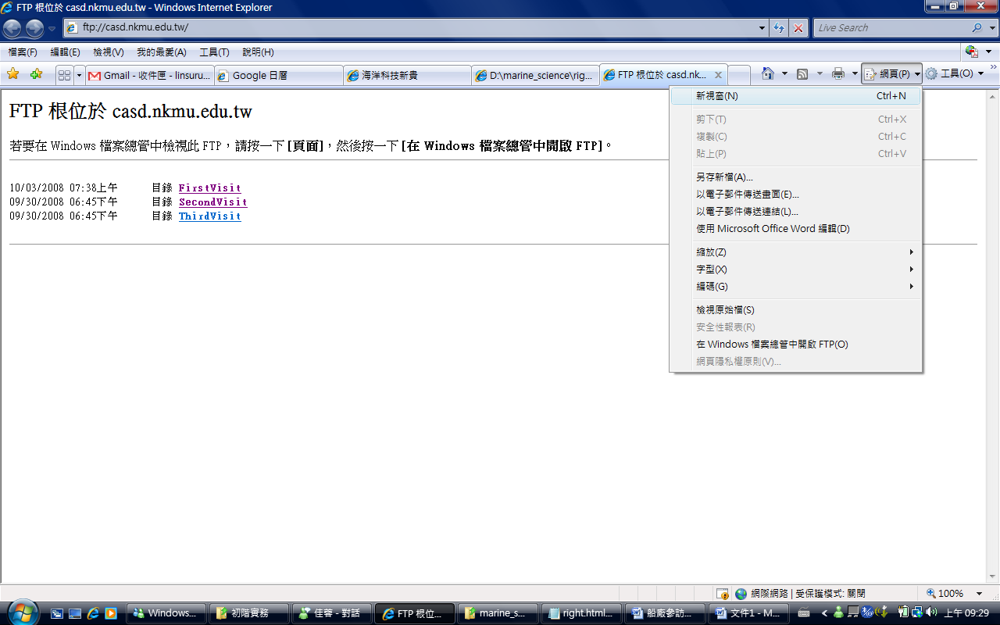 FTP 根位於 casd.nkmu.edu.tw - Windows Internet Explorer
ftp://casd.nkmu.edu.tw/
Live Search
檔案(F) 編輯(E) 檢視(V) 我的最愛(A) 工具(T) 說明(H)
Gmail - 收件匣 - linsuru...
Google 日曆
海洋科技新貴
D:\marine_science\rig...
FTP 根位於 casd.nk...
網頁(P)
工具(O)
FTP 根位於 casd.nkmu.edu.tw
若要在 Windows 檔案總管中檢視此 FTP，請按一下 [頁面]，然後按一下 [在 Windows 檔案總管中開啟 FTP]。
10/03/2008 07:38上午 目錄 FirstVisit
09/30/2008 06:45下午 目錄 SecondVisit
09/30/2008 06:45下午 目錄 ThirdVisit
新視窗(N) Ctrl+N
剪下(T) Ctrl+X
複製(C) Ctrl+C
貼上(P) Ctrl+V
另存新檔(A)...
以電子郵件傳送畫面(E)...
以電子郵件傳送連結(L)...
使用 Microsoft Office Word 編輯(D)
縮放(Z)
字型(X)
編碼(G)
檢視原始檔(S)
安全性報表(R)
在 Windows 檔案總管中開啟 FTP(O)
網頁隱私權原則(V)...
網際網路 | 受保護模式: 關閉
100%
Windows...
初階實務
佳蓉 - 對話
FTP 根位...
marine_s...
right.html...
船廠參訪...
文件1 - M...
上午 09:29